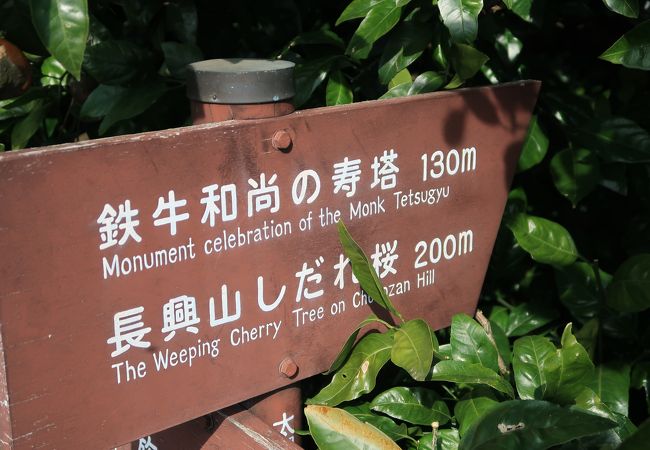 鉄牛和尚の寿塔 130m
Monument celebration of the Monk Tetsugyu
長興山しだれ桜 200m
The Weeping Cherry Tree on Hill